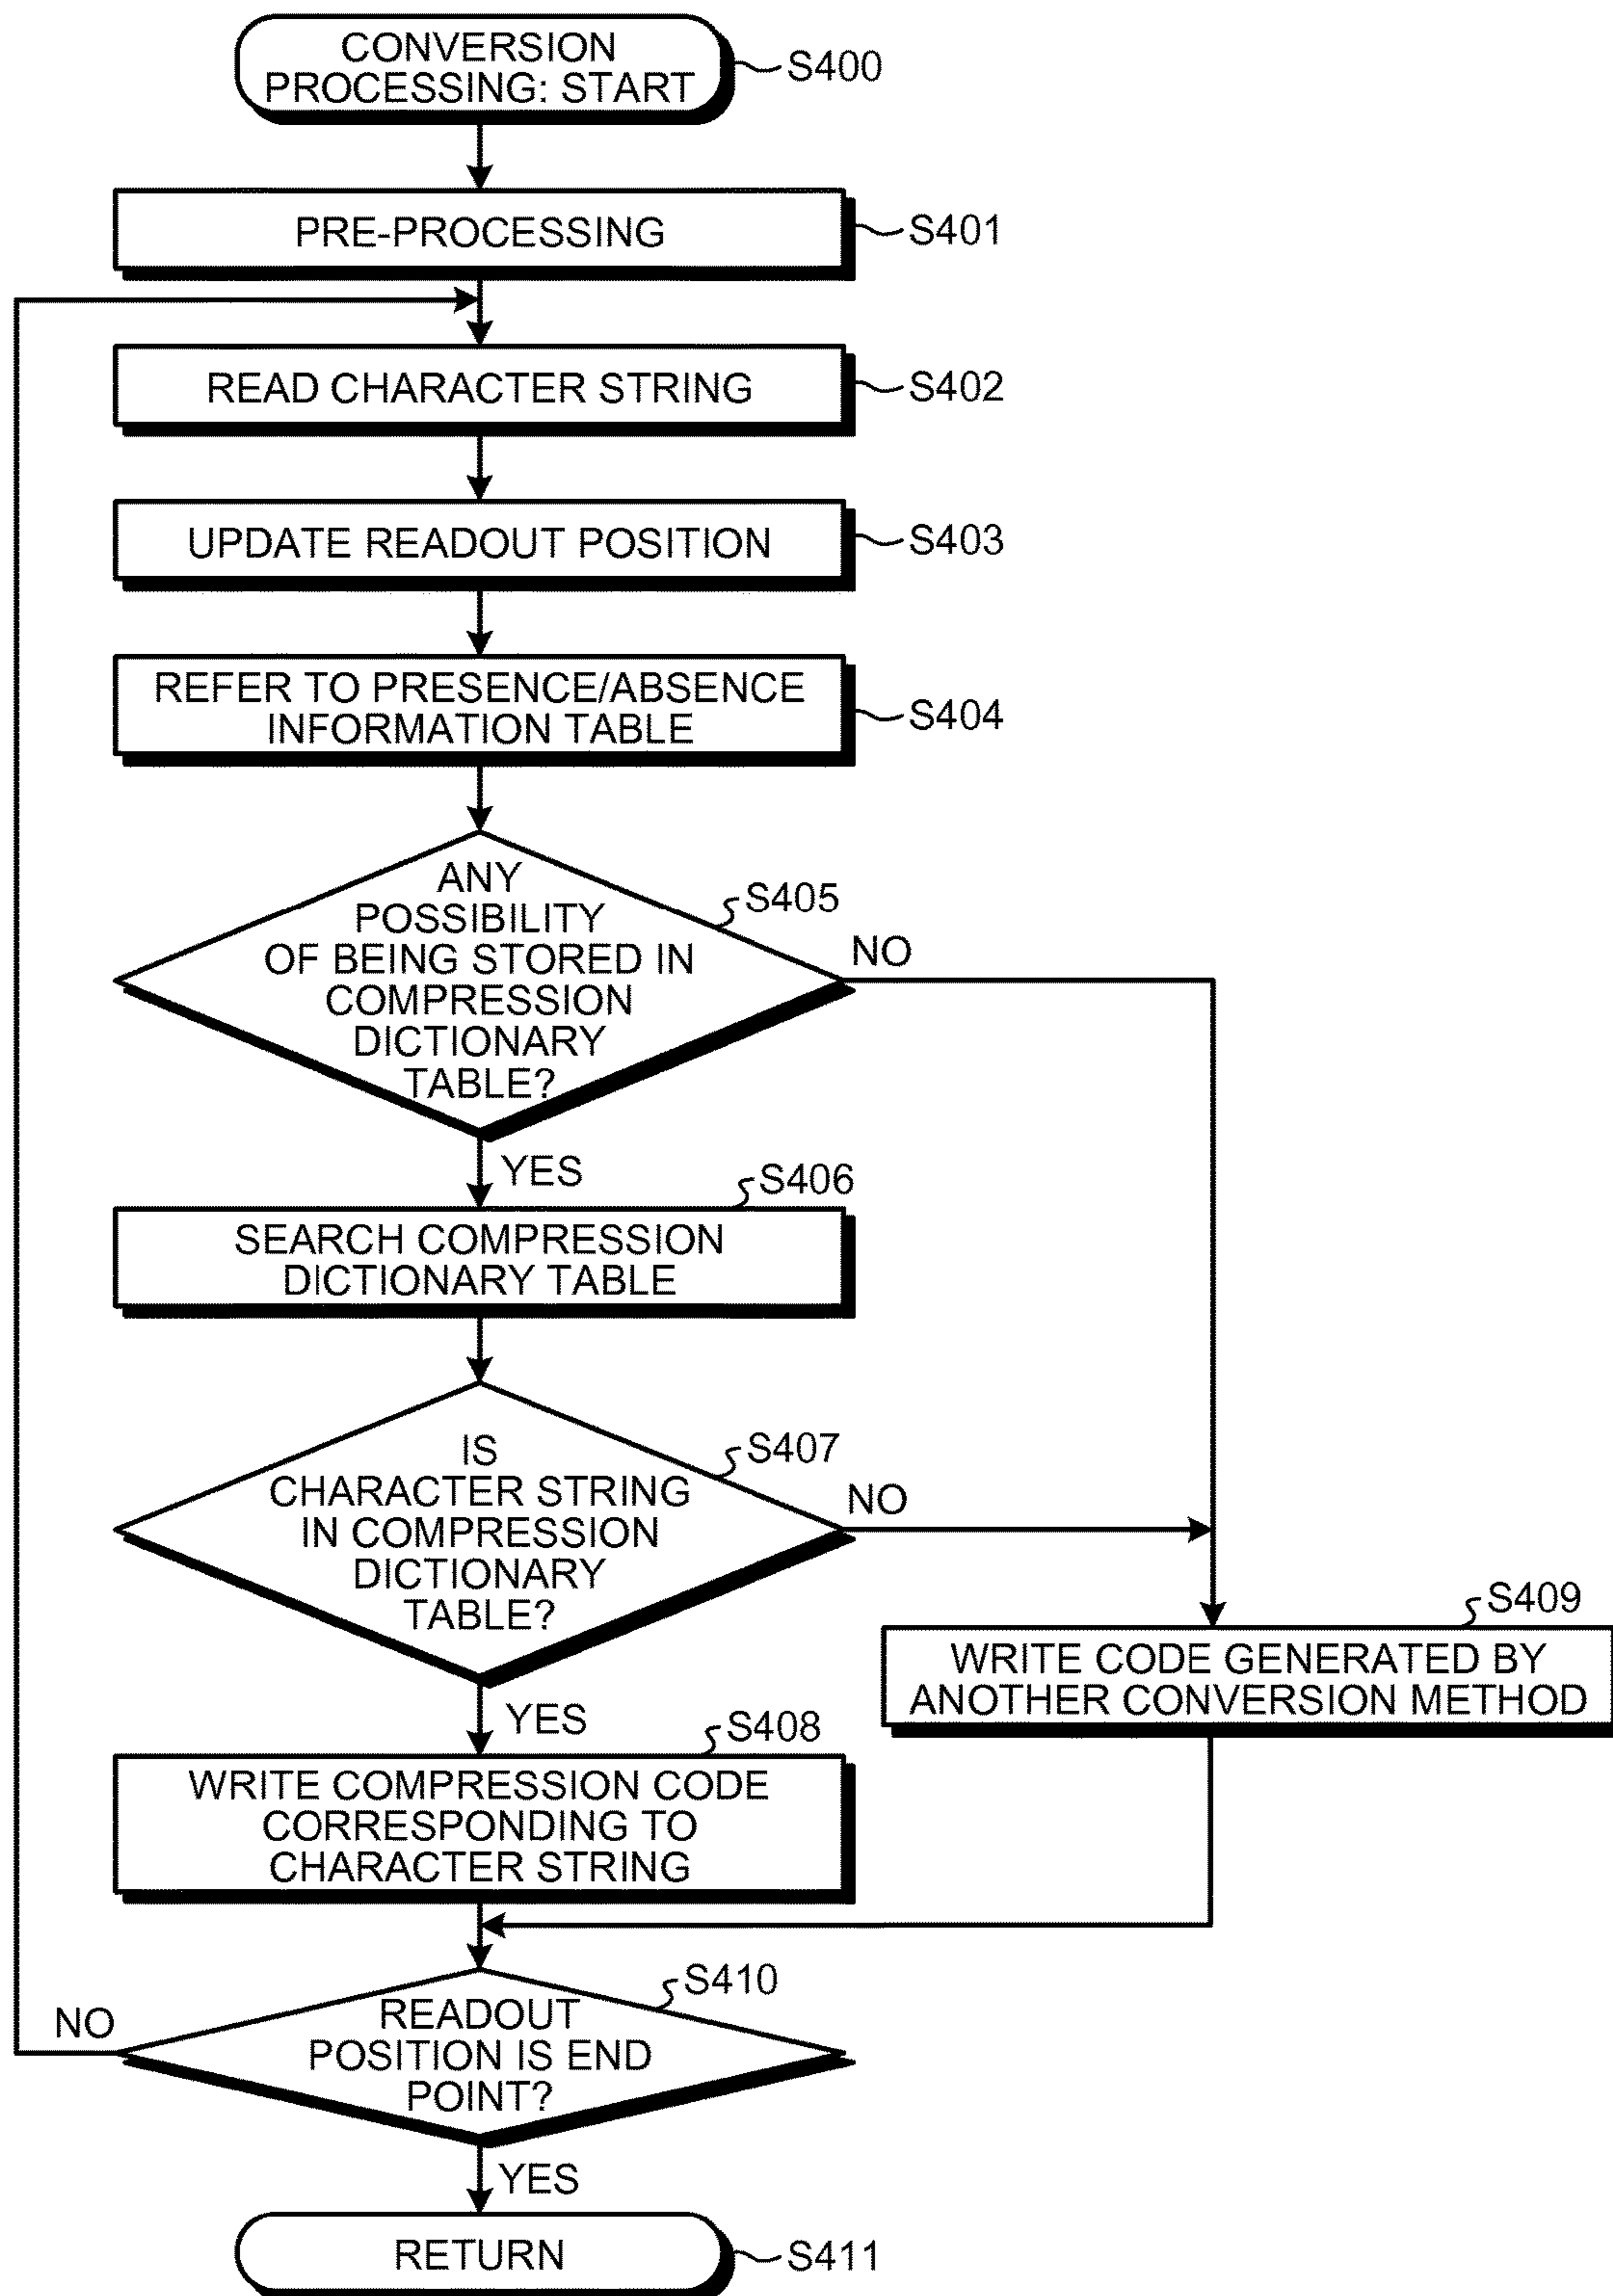 CONVERSION
PROCESSING: START
S400
PRE-PROCESSING
S401
READ CHARACTER STRING
S402
UPDATE READOUT POSITION
S403
REFER TO PRESENCE/ABSENCE
INFORMATION TABLE
S404
ANY
POSSIBILITY
OF BEING STORED IN
COMPRESSION
DICTIONARY
TABLE?
S405
NO
YES
S406
SEARCH COMPRESSION
DICTIONARY TABLE
IS
CHARACTER STRING
IN COMPRESSION
DICTIONARY
TABLE?
S407
NO
YES
S409
WRITE CODE GENERATED BY
ANOTHER CONVERSION METHOD
S408
WRITE COMPRESSION CODE
CORRESPONDING TO
CHARACTER STRING
S410
READOUT
POSITION IS END
POINT?
NO
YES
RETURN
S411